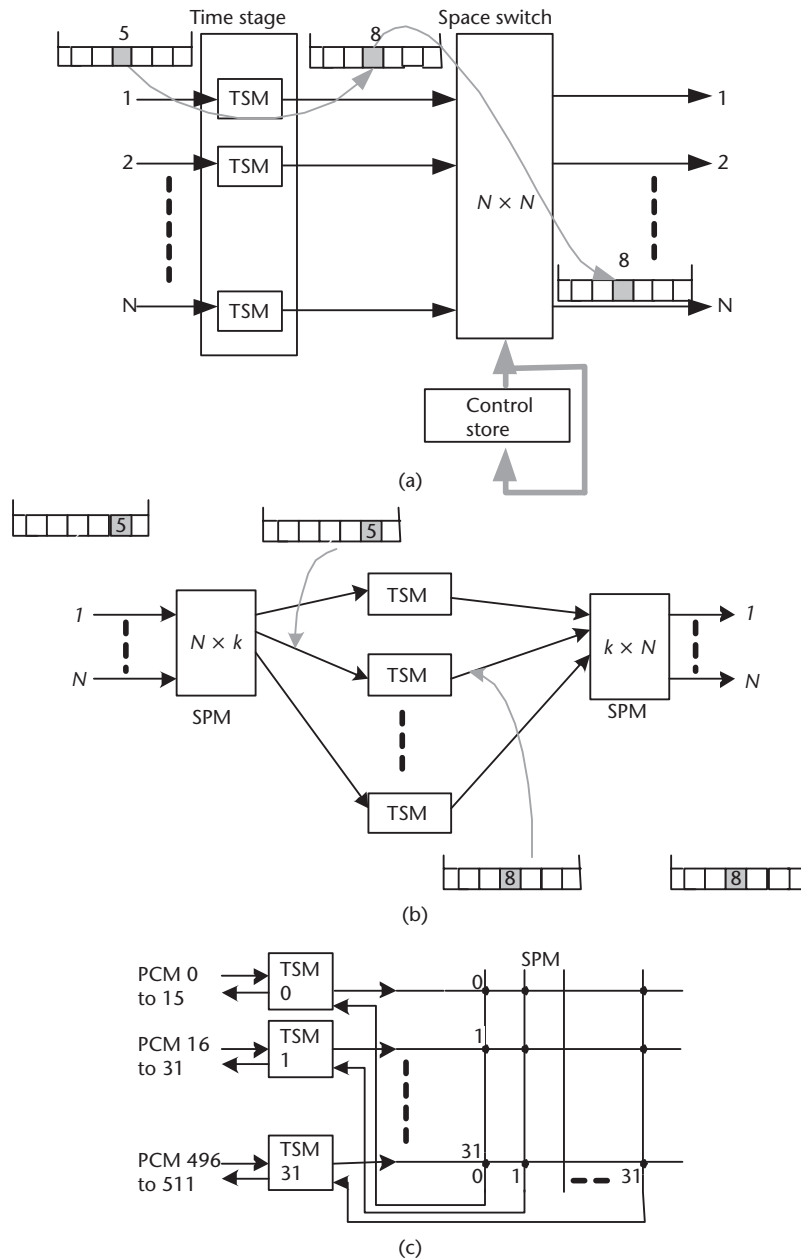 Time stage
Space switch
5
8
1
TSM
1
2
TSM
2
N × N
8
N
TSM
N
Control
store
(a)
5
5
1
N × k
TSM
k × N
1
N
TSM
N
SPM
SPM
TSM
8
8
(b)
SPM
PCM 0
to 15
TSM
0
0
PCM 16
to 31
TSM
1
1
PCM 496
to 511
TSM
31
31
0
1
31
(c)